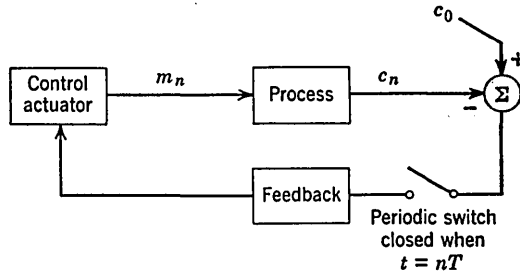 c₀
Control
actuator
mₙ
Process
cₙ
+
−
Σ
Feedback
Periodic switch
closed when
t = nT